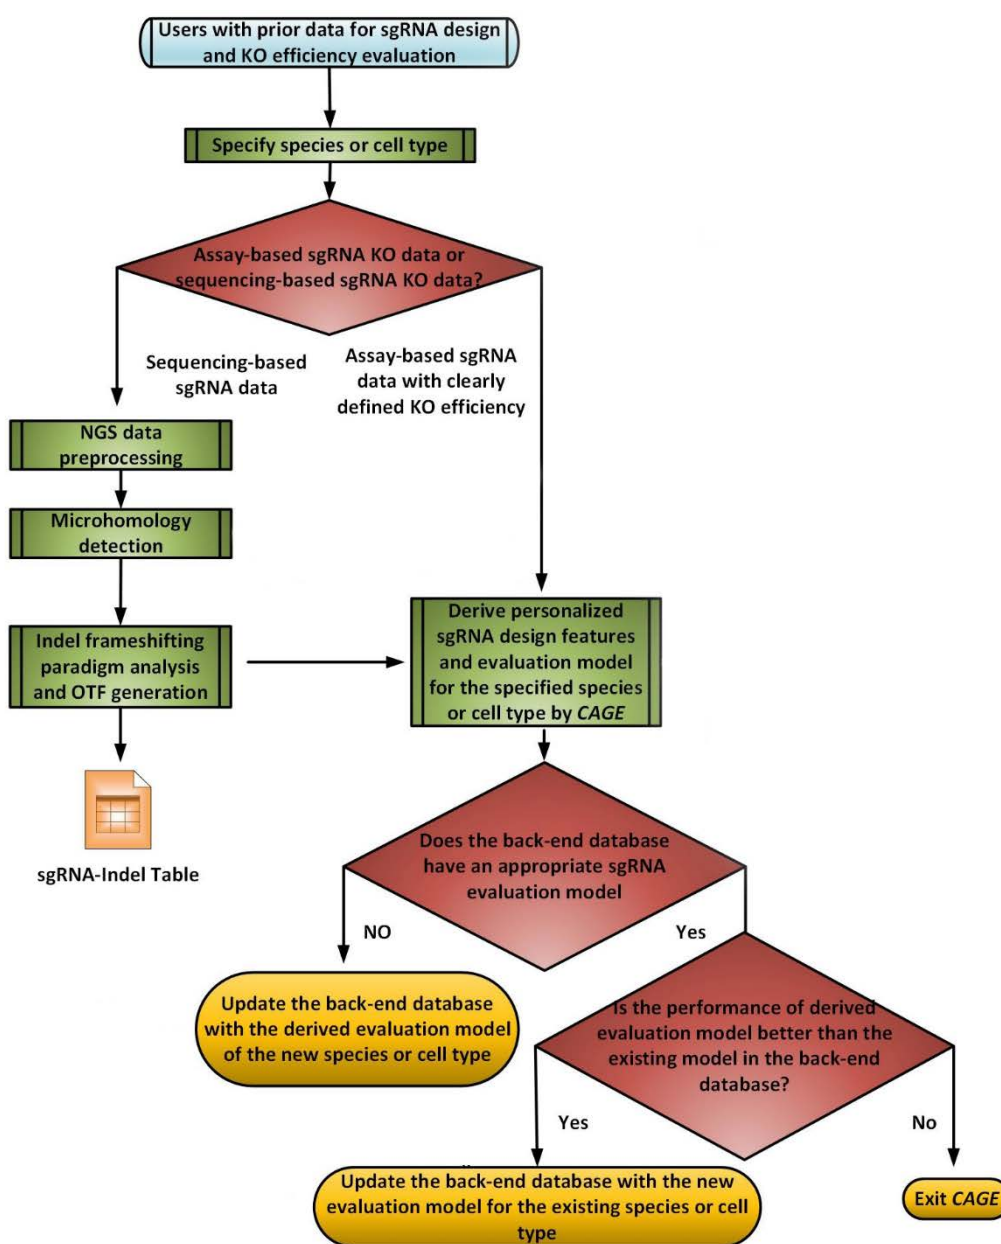 Users with prior data for sgRNA design
and KO efficiency evaluation
Specify species or cell type
Assay-based sgRNA KO data or
sequencing-based sgRNA KO data?
Sequencing-based
sgRNA data
Assay-based sgRNA
data with clearly
defined KO efficiency
NGS data
preprocessing
Microhomology
detection
Indel frameshifting
paradigm analysis
and OTF generation
Derive personalized
sgRNA design features
and evaluation model
for the specified species
or cell type by CAGE
sgRNA-Indel Table
Does the back-end database
have an appropriate sgRNA
evaluation model
NO
Yes
Update the back-end database
with the derived evaluation model
of the new species or cell type
Is the performance of derived
evaluation model better than the
existing model in the back-end
database?
Yes
No
Update the back-end database with the new
evaluation model for the existing species or cell
type
Exit CAGE